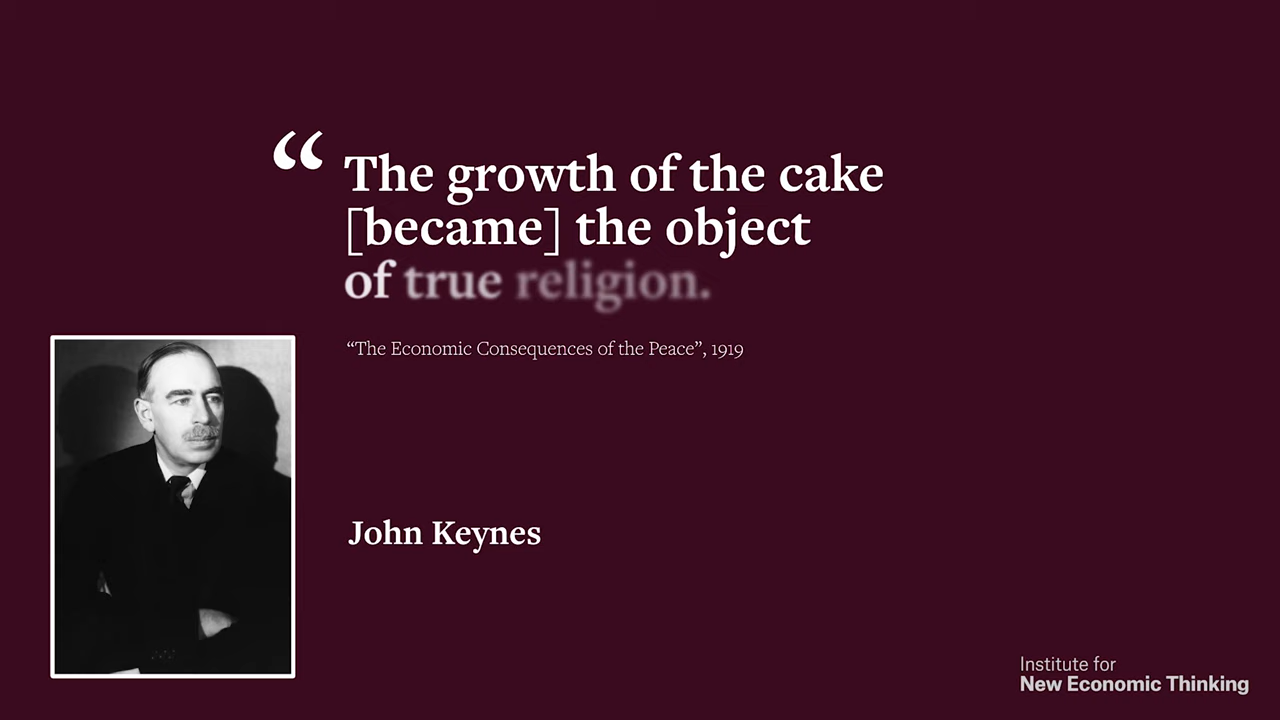 “The growth of the cake
[became] the object
of true religion.
“The Economic Consequences of the Peace”, 1919
John Keynes
Institute for
New Economic Thinking